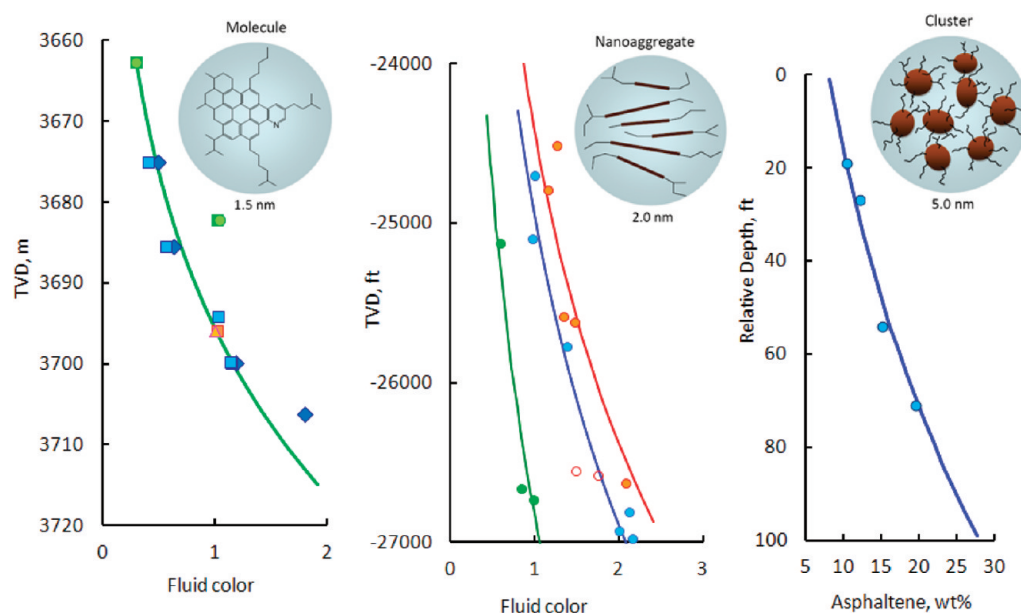 Molecule
N
1.5 nm
3660
3670
3680
3690
3700
3710
3720
TVD, m
0
1
2
Fluid color
Nanoaggregate
2.0 nm
-24000
-25000
-26000
-27000
TVD, ft
0
1
2
3
Fluid color
Cluster
5.0 nm
0
20
40
60
80
100
Relative Depth, ft
5
10
15
20
25
30
Asphaltene, wt%